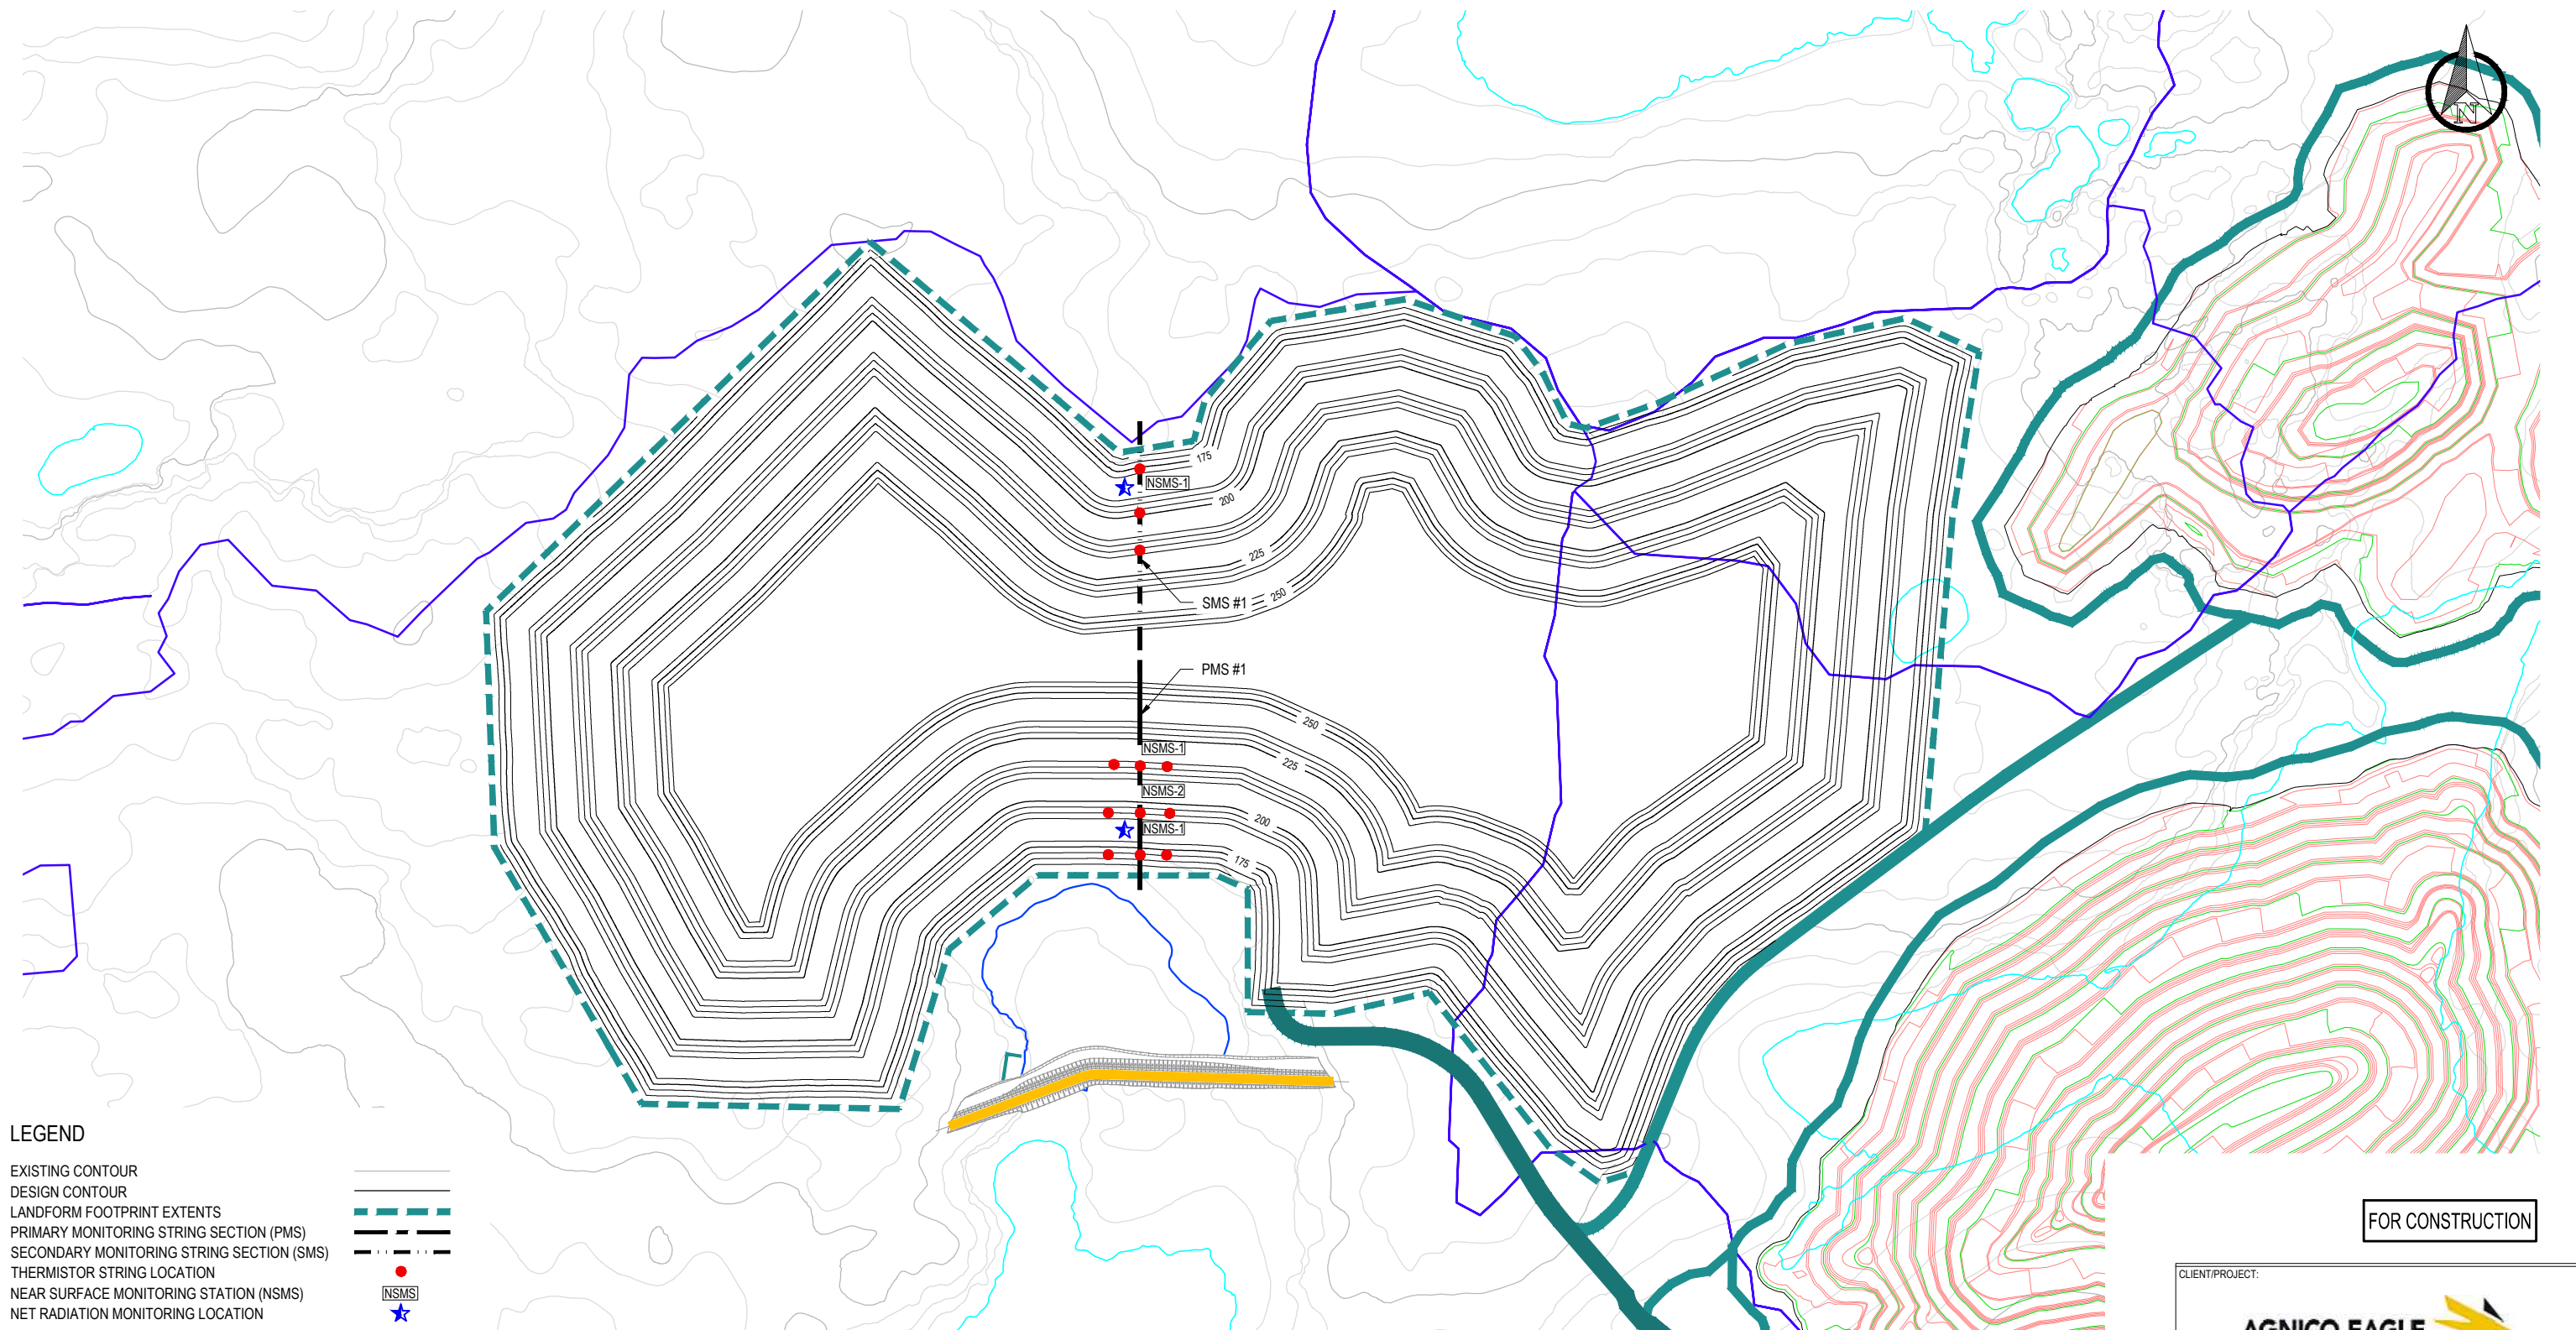 N
175
NSMS-1
200
225
SMS #1
250
PMS #1
250
NSMS-1
225
NSMS-2
200
NSMS-1
175
LEGEND
EXISTING CONTOUR
DESIGN CONTOUR
LANDFORM FOOTPRINT EXTENTS
PRIMARY MONITORING STRING SECTION (PMS)
SECONDARY MONITORING STRING SECTION (SMS)
THERMISTOR STRING LOCATION
NEAR SURFACE MONITORING STATION (NSMS)
NSMS
NET RADIATION MONITORING LOCATION
FOR CONSTRUCTION
CLIENT/PROJECT:
AGNICO EAGLE